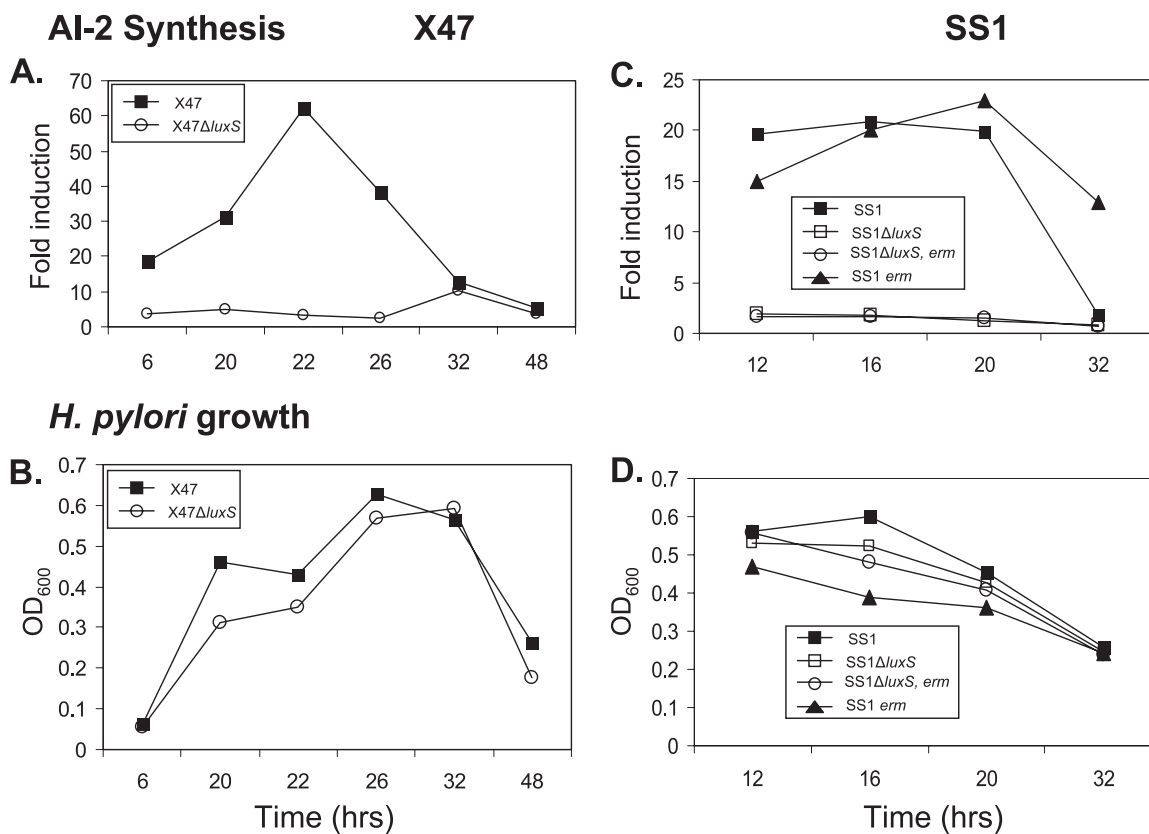 AI-2 Synthesis
X47
SS1
A.
Fold induction
70
60
50
40
30
20
10
0
X47
X47ΔluxS
6 20 22 26 32 48
C.
Fold induction
25
20
15
10
5
0
SS1
SS1ΔluxS
SS1ΔluxS, erm
SS1 erm
12 16 20 32
H. pylori growth
B.
OD600
0.7
0.6
0.5
0.4
0.3
0.2
0.1
0
X47
X47ΔluxS
6 20 22 26 32 48
Time (hrs)
D.
OD600
0.7
0.6
0.5
0.4
0.3
0.2
0.1
0
SS1
SS1ΔluxS
SS1ΔluxS, erm
SS1 erm
12 16 20 32
Time (hrs)